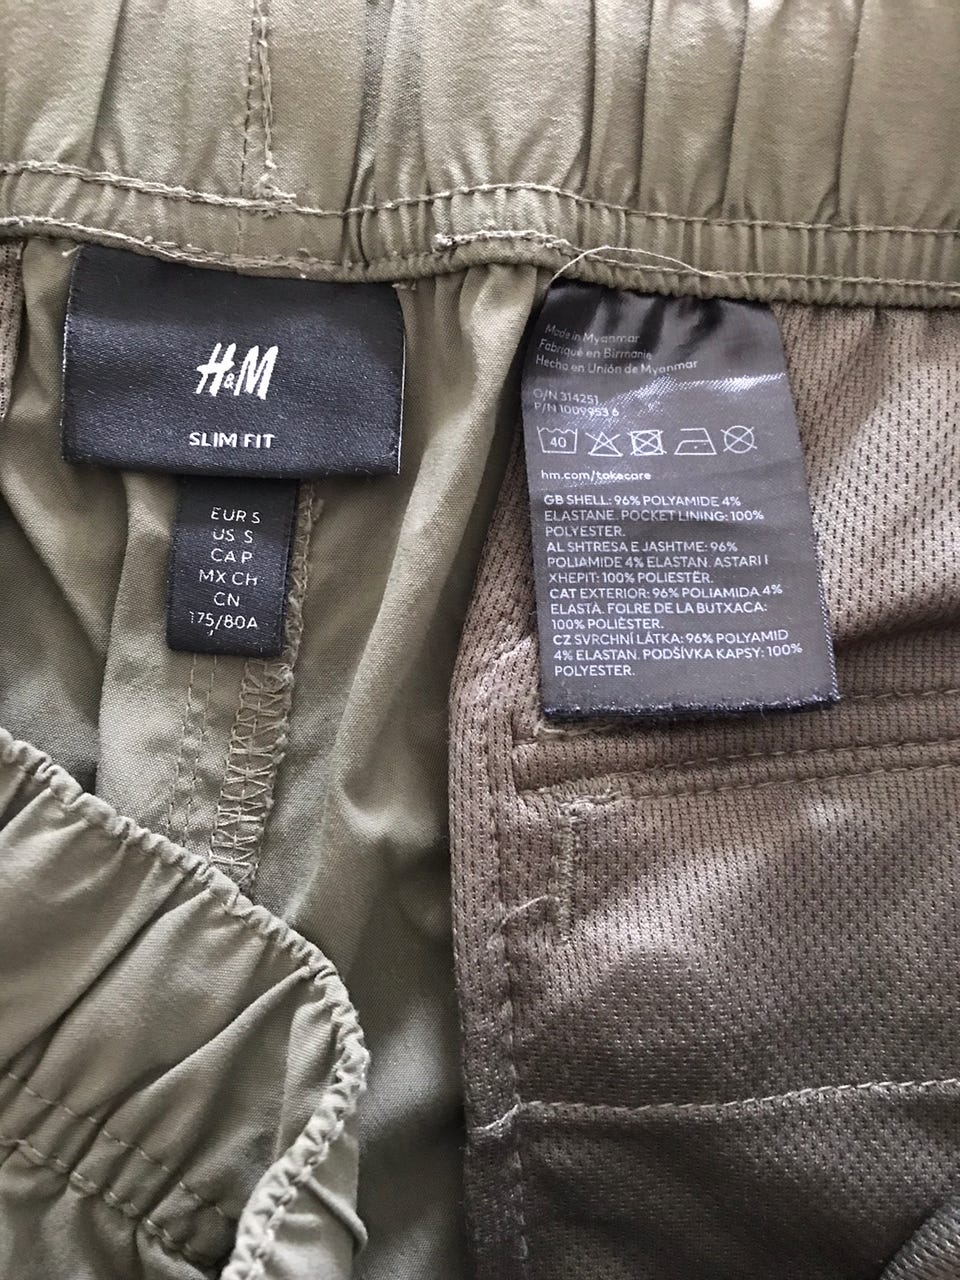 H&M
SLIM FIT
EUR S
US S
CA P
MX CH
CN
175/80A
Made in Myanmar
Fabriqué en Birmanie
Hecho en Unión de Myanmar
O/N 314251
P/N 1009953 6
40
hm.com/takecare
GB SHELL: 96% POLYAMIDE 4%
ELASTANE. POCKET LINING: 100%
POLYESTER.
AL SHTRESA E JASHTME: 96%
POLIAMIDE 4% ELASTAN. ASTARI I
XHEPIT: 100% POLIESTËR.
CAT EXTERIOR: 96% POLIAMIDA 4%
ELASTÀ. FOLRE DE LA BUTXACA:
100% POLIÈSTER.
CZ SVRCHNÍ LÁTKA: 96% POLYAMID
4% ELASTAN. PODŠÍVKA KAPSY: 100%
POLYESTER.